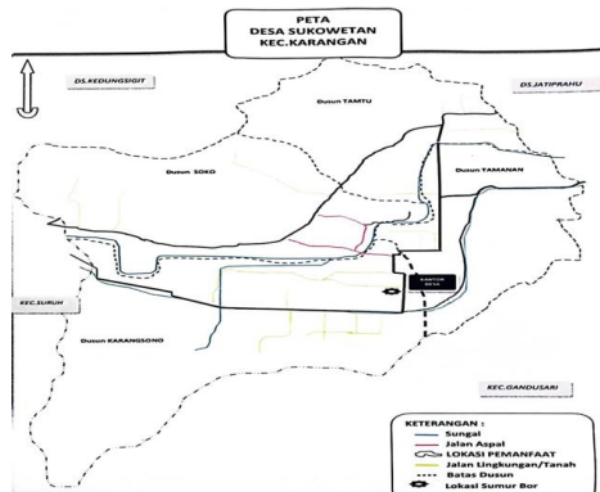 PETA
DESA SUKOWETAN
KEC.KARANGAN
DS.KEDUNGSIGIT
DS.JATIPRAHU
Dusun TAMTU
Dusun SOKO
Dusun TAMANAN
KANTOR
DESA
KEC.SURUH
Dusun KARANGSONO
KEC.GANDUSARI
KETERANGAN :
Sungai
Jalan Aspal
LOKASI PEMANFAAT
Jalan Lingkungan/Tanah
Batas Dusun
Lokasi Sumur Bor